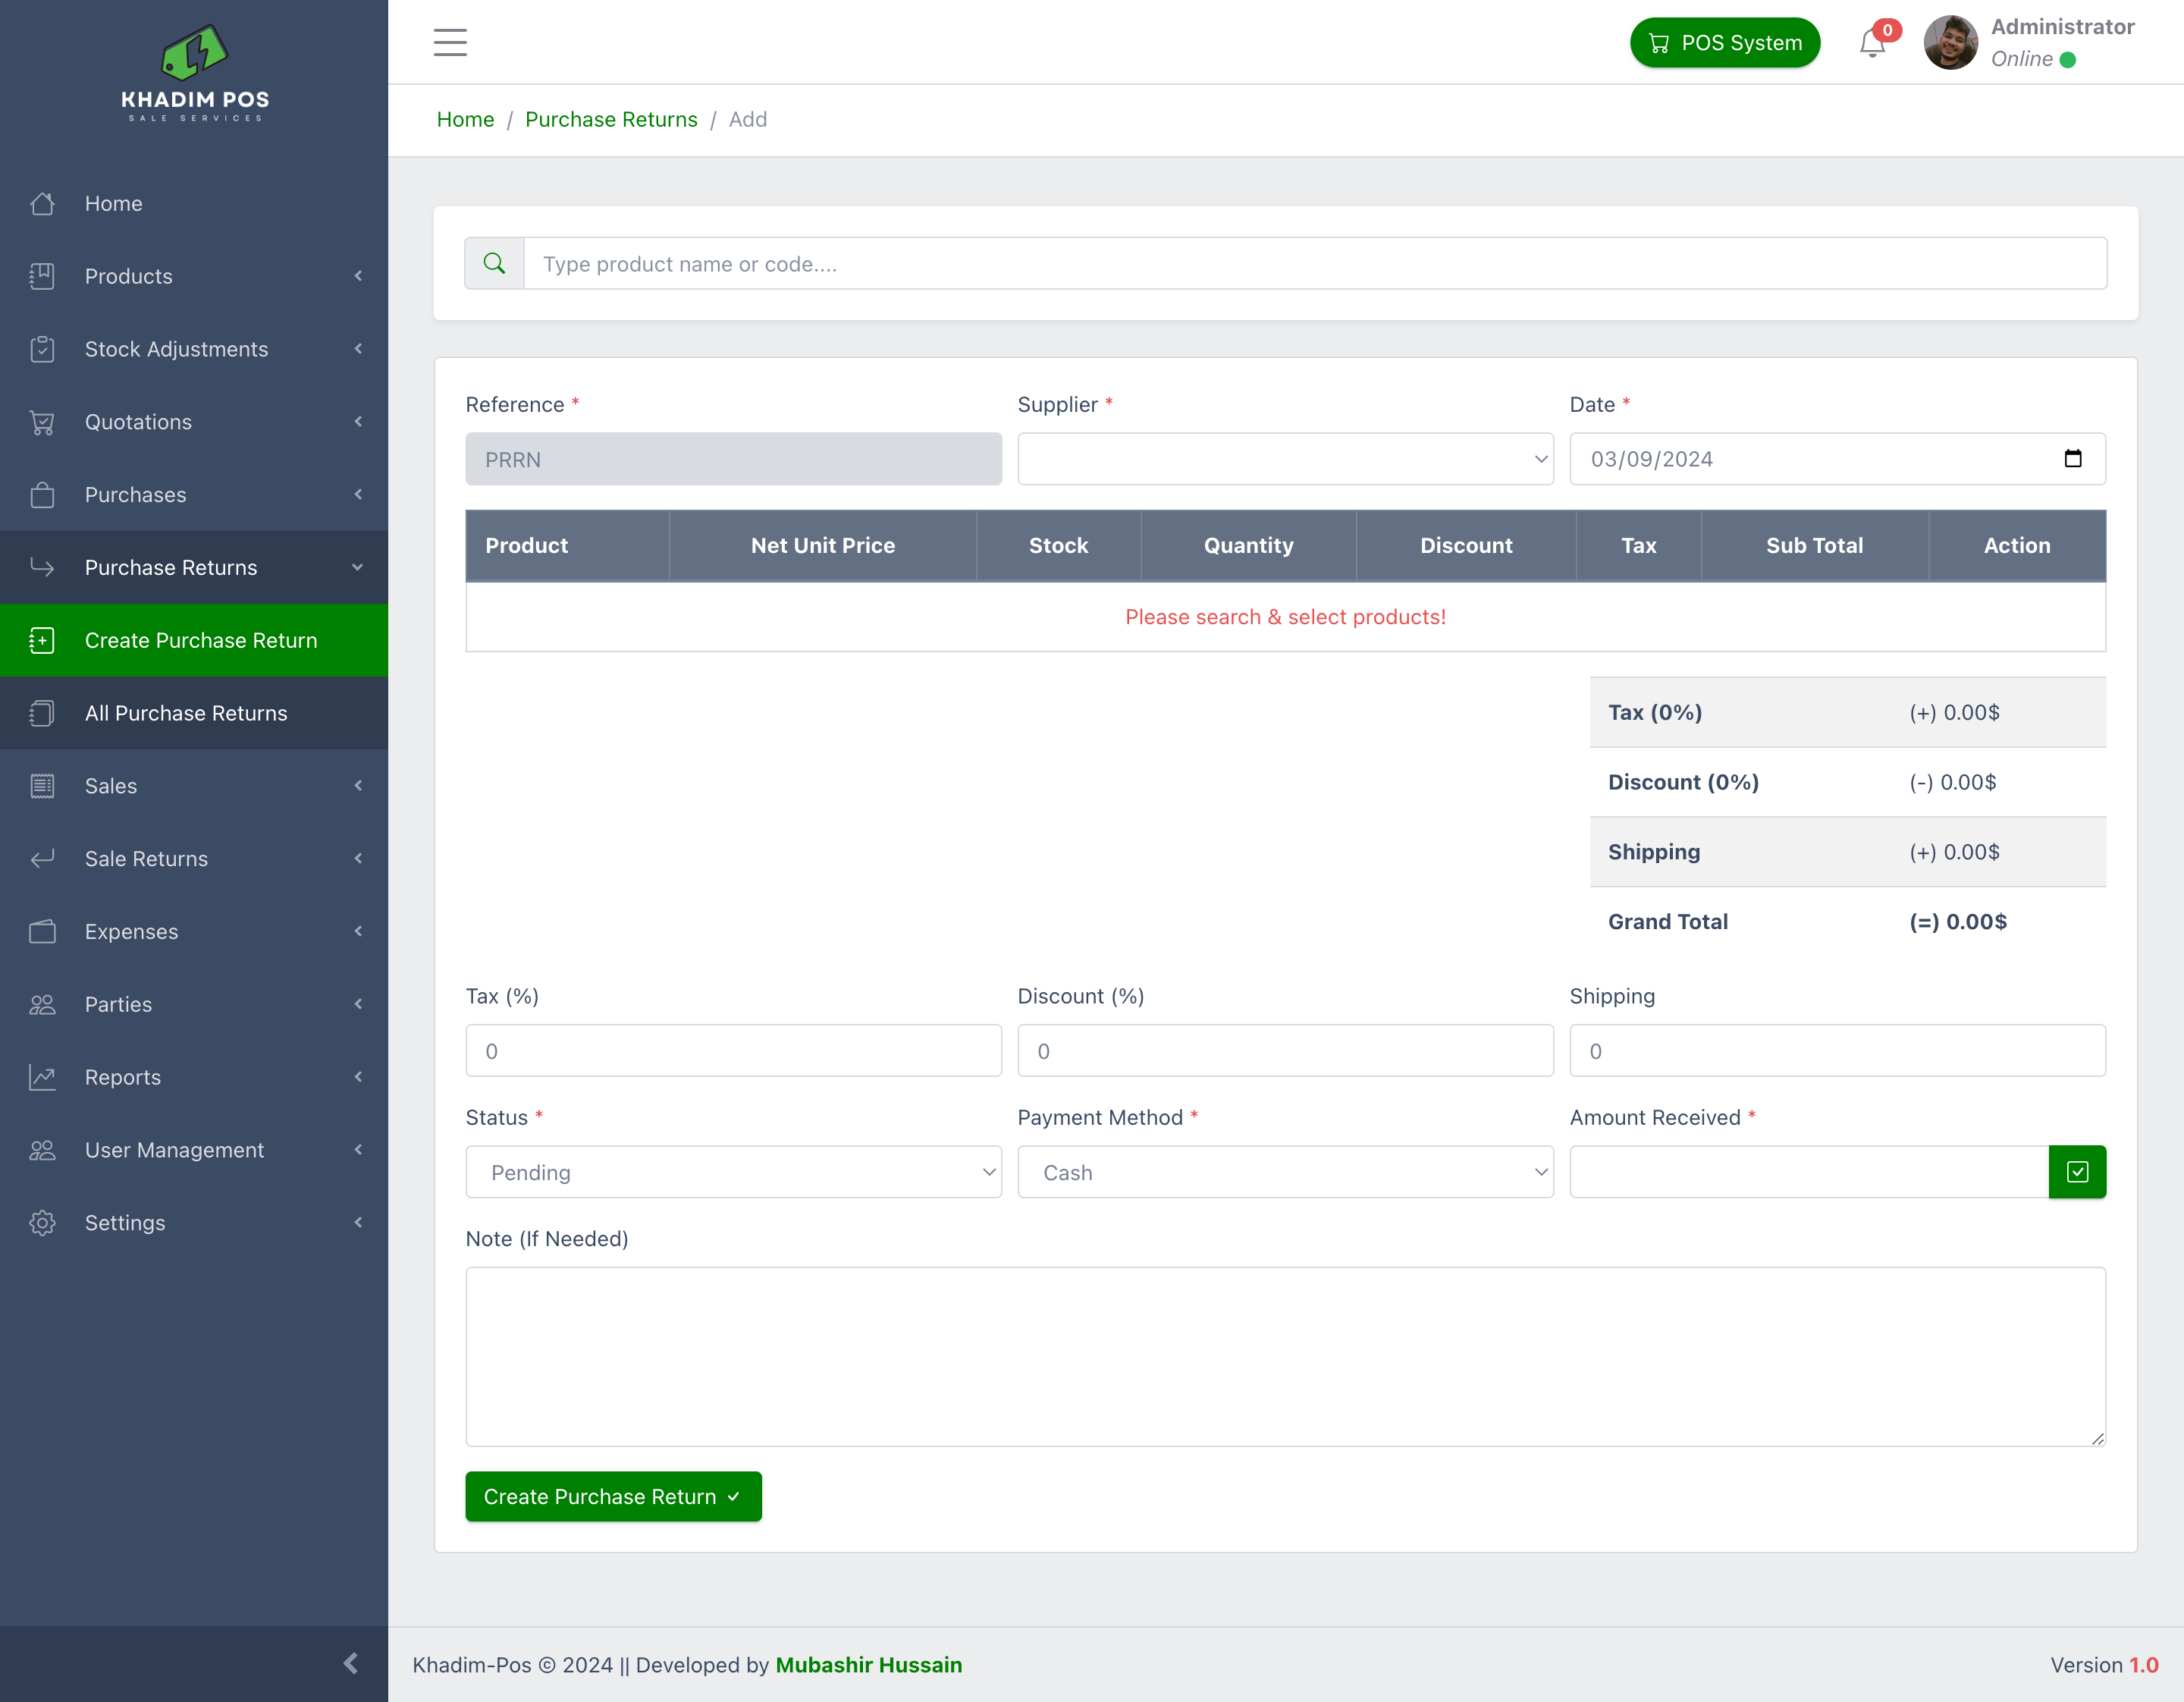 KHADIM POS
SALE SERVICES
POS System
0
Administrator
Online
Home / Purchase Returns / Add
Home
Products
Stock Adjustments
Quotations
Purchases
Purchase Returns
Create Purchase Return
All Purchase Returns
Sales
Sale Returns
Expenses
Parties
Reports
User Management
Settings
Type product name or code....
Reference * Supplier * Date *
PRRN 03/09/2024
Product Net Unit Price Stock Quantity Discount Tax Sub Total Action
Please search & select products!
Tax (0%) (+) 0.00$
Discount (0%) (-) 0.00$
Shipping (+) 0.00$
Grand Total (=) 0.00$
Tax (%) Discount (%) Shipping
0 0 0
Status * Payment Method * Amount Received *
Pending Cash
Note (If Needed)
Create Purchase Return
Khadim-Pos © 2024 || Developed by Mubashir Hussain
Version 1.0